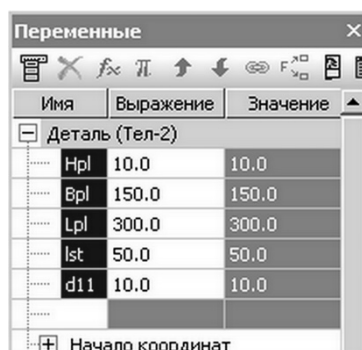 Переменные
Имя Выражение Значение
Деталь (Тел-2)
Hpl 10.0 10.0
Bpl 150.0 150.0
Lpl 300.0 300.0
lst 50.0 50.0
d11 10.0 10.0
Начало координат